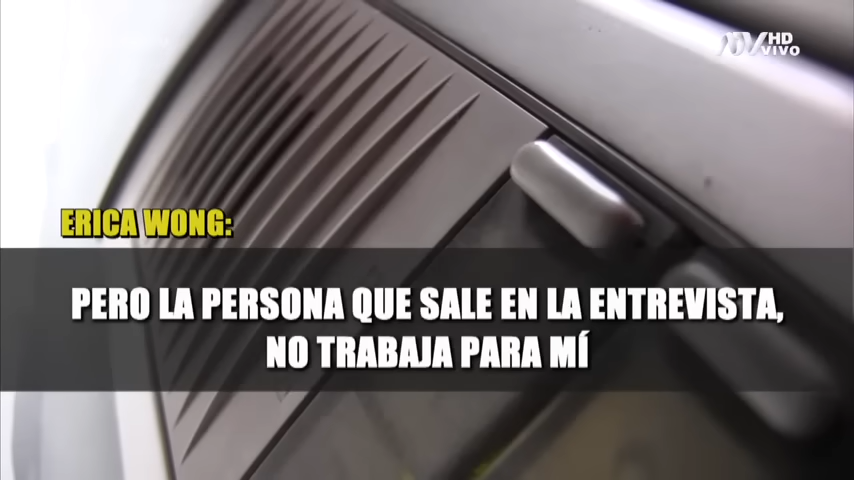 HD
VIVO
ERICA WONG:
PERO LA PERSONA QUE SALE EN LA ENTREVISTA,
NO TRABAJA PARA MÍ